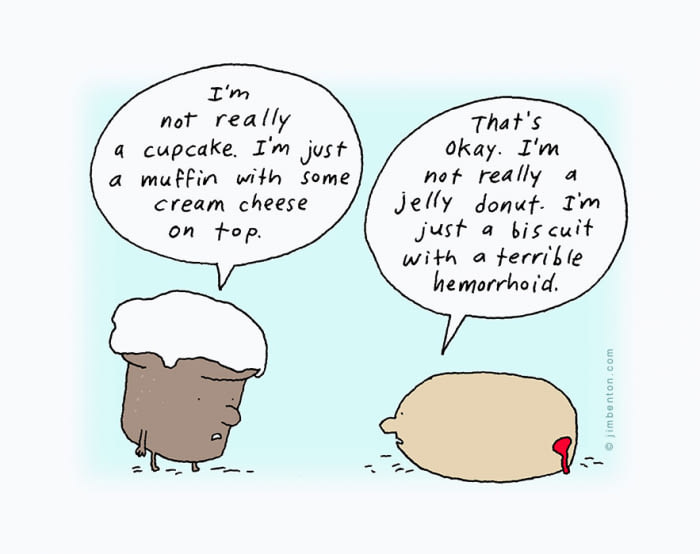 I'm
not really
a cupcake. I'm just
a muffin with some
cream cheese
on top.
That's
okay. I'm
not really a
jelly donut. I'm
just a biscuit
with a terrible
hemorrhoid.
© jimbenton.com